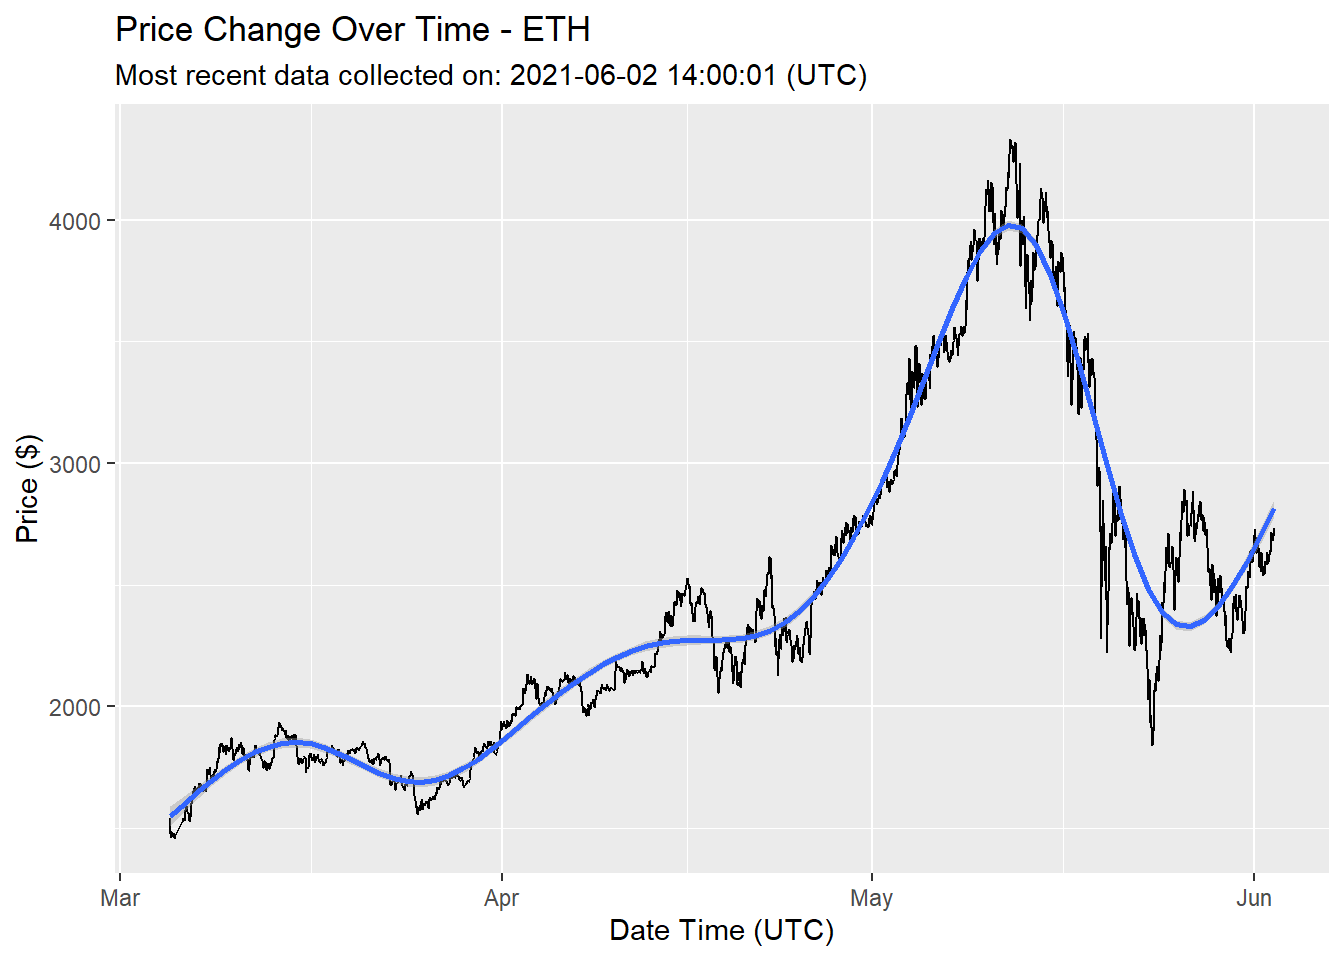 Price Change Over Time - ETH
Most recent data collected on: 2021-06-02 14:00:01 (UTC)
4000
3000
2000
Price ($)
Mar Apr May Jun
Date Time (UTC)